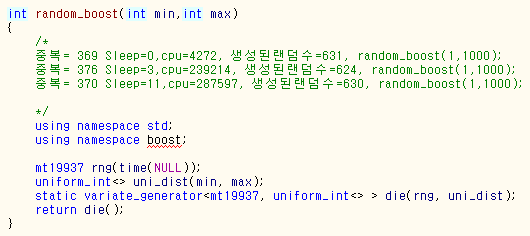 int random_boost(int min,int max)
{
/*
중복= 369 Sleep=0,cpu=4272, 생성된랜덤수=631, random_boost(1,1000);
중복= 376 Sleep=3,cpu=239214, 생성된랜덤수=624, random_boost(1,1000);
중복= 370 Sleep=11,cpu=287597, 생성된랜덤수=630, random_boost(1,1000);
*/
using namespace std;
using namespace boost;
mt19937 rng(time(NULL));
uniform_int<> uni_dist(min, max);
static variate_generator<mt19937, uniform_int<> > die(rng, uni_dist);
return die();
}